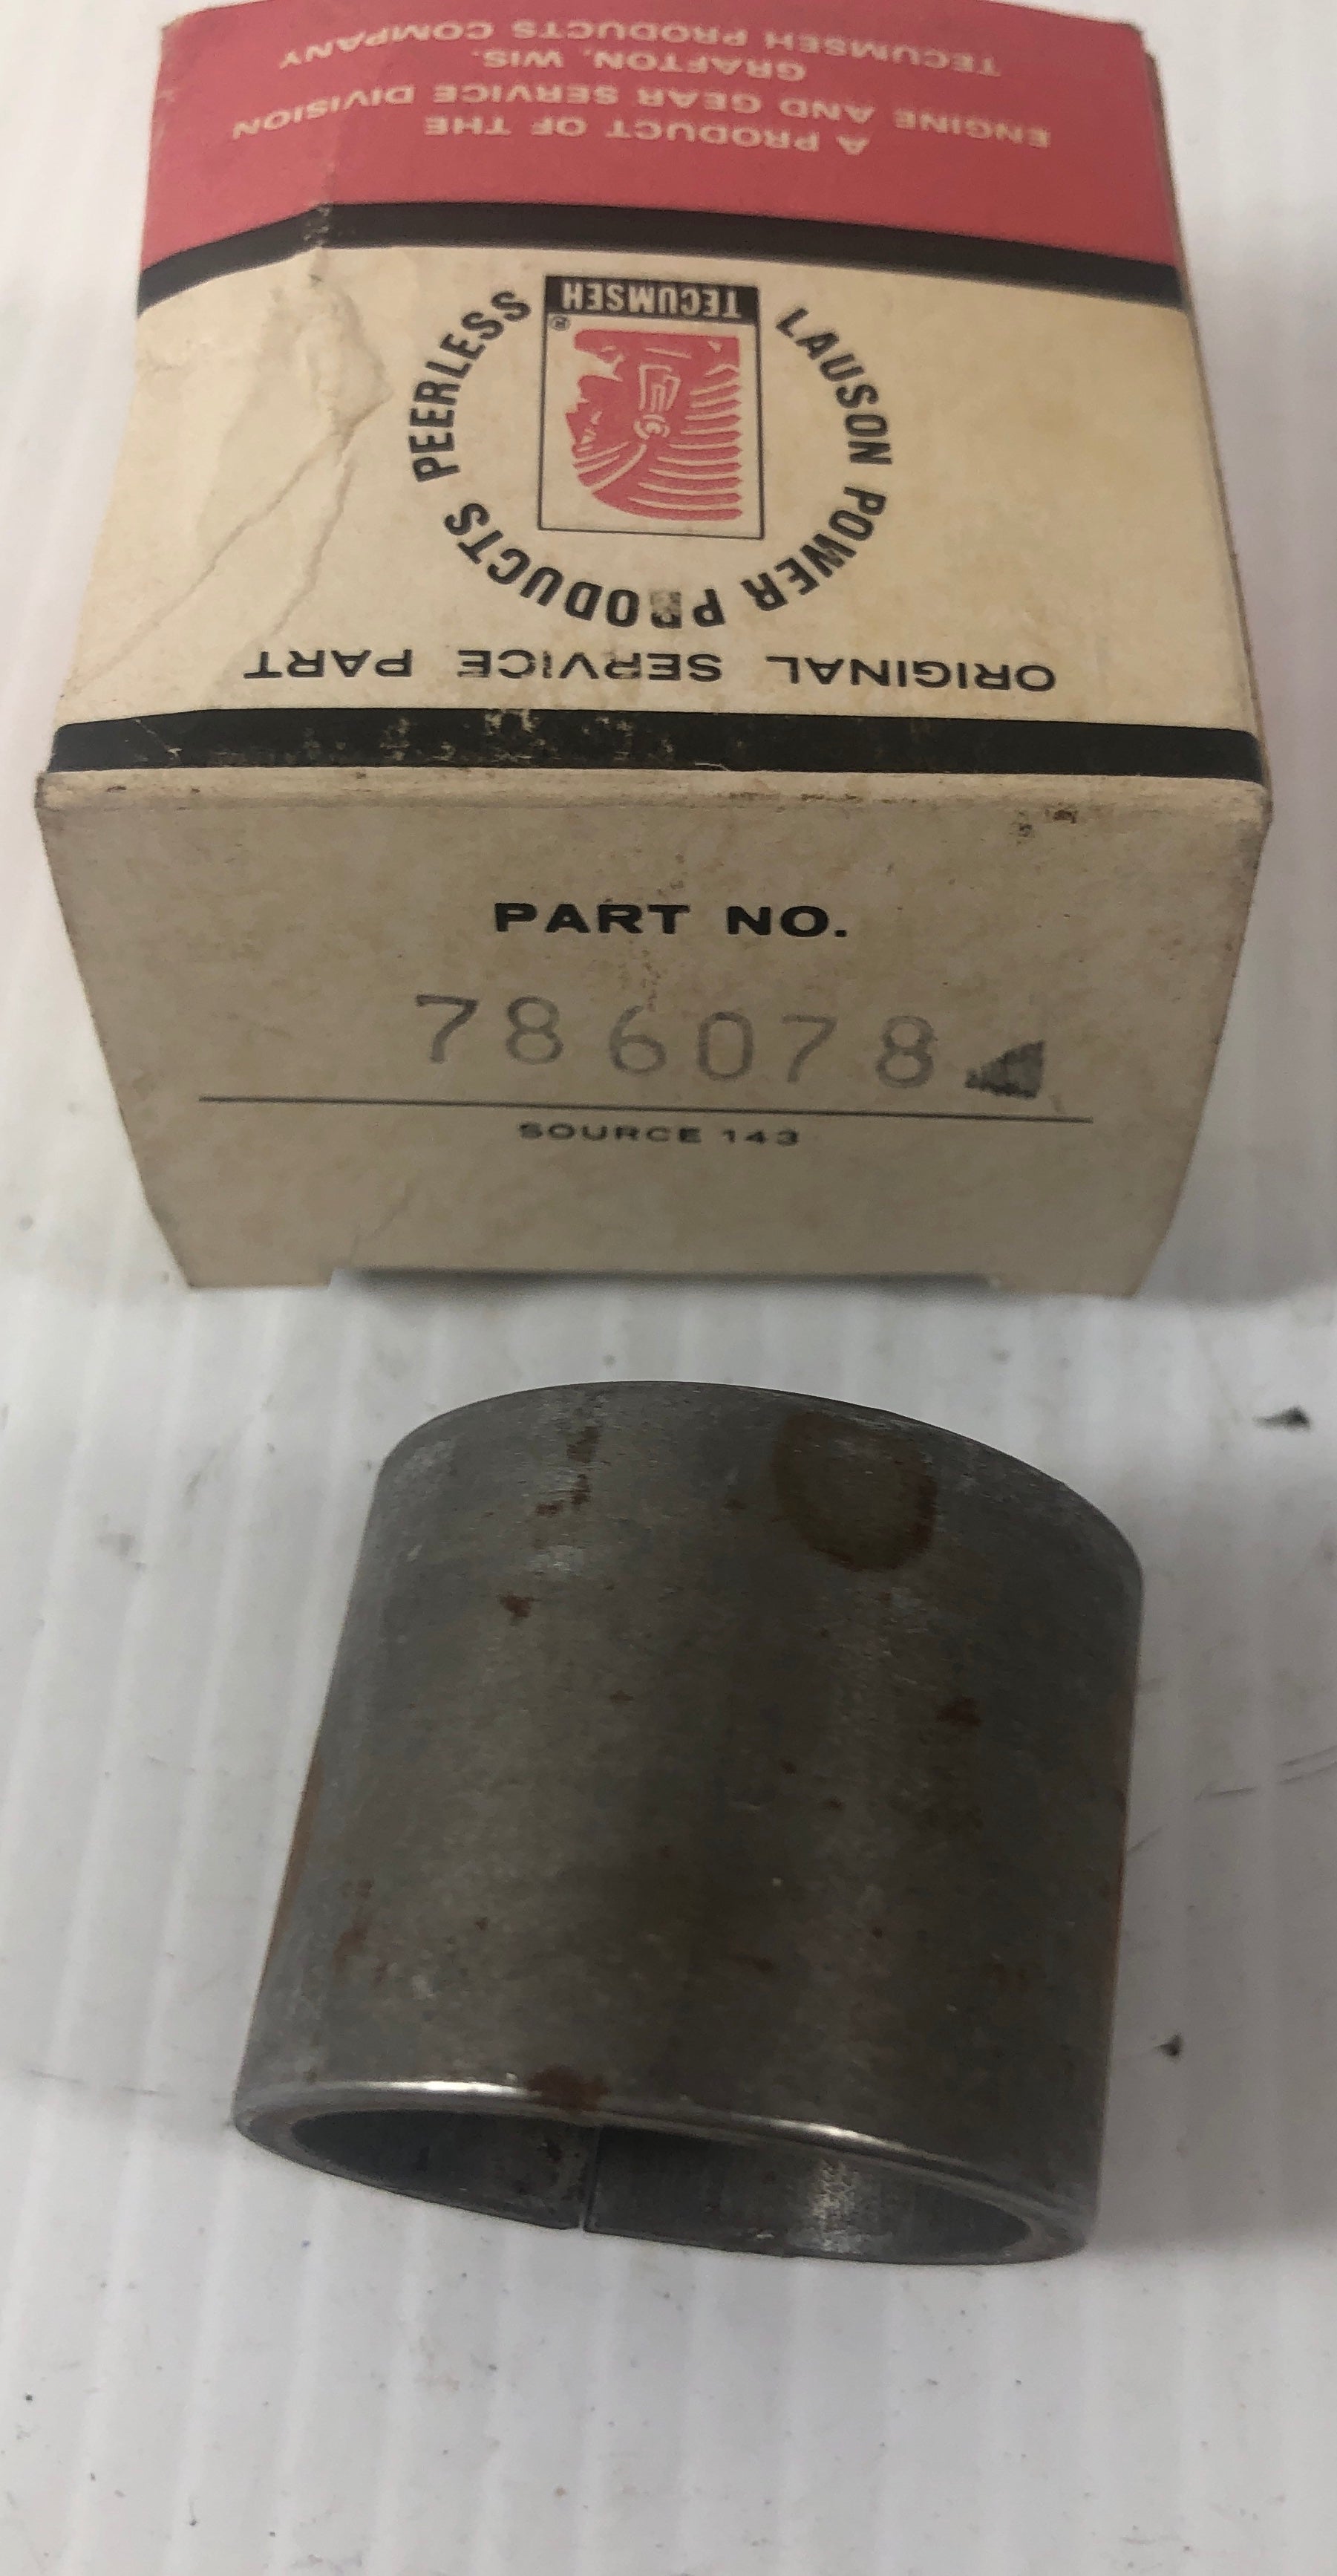 A PRODUCT OF THE
ENGINE AND GEAR SERVICE DIVISION
GRAFTON, WIS.
TECUMSEH PRODUCTS COMPANY
ORIGINAL SERVICE PART
LAUSON POWER PRODUCTS PEERLESS
TECUMSEH
®
PART NO.
786078
SOURCE 143